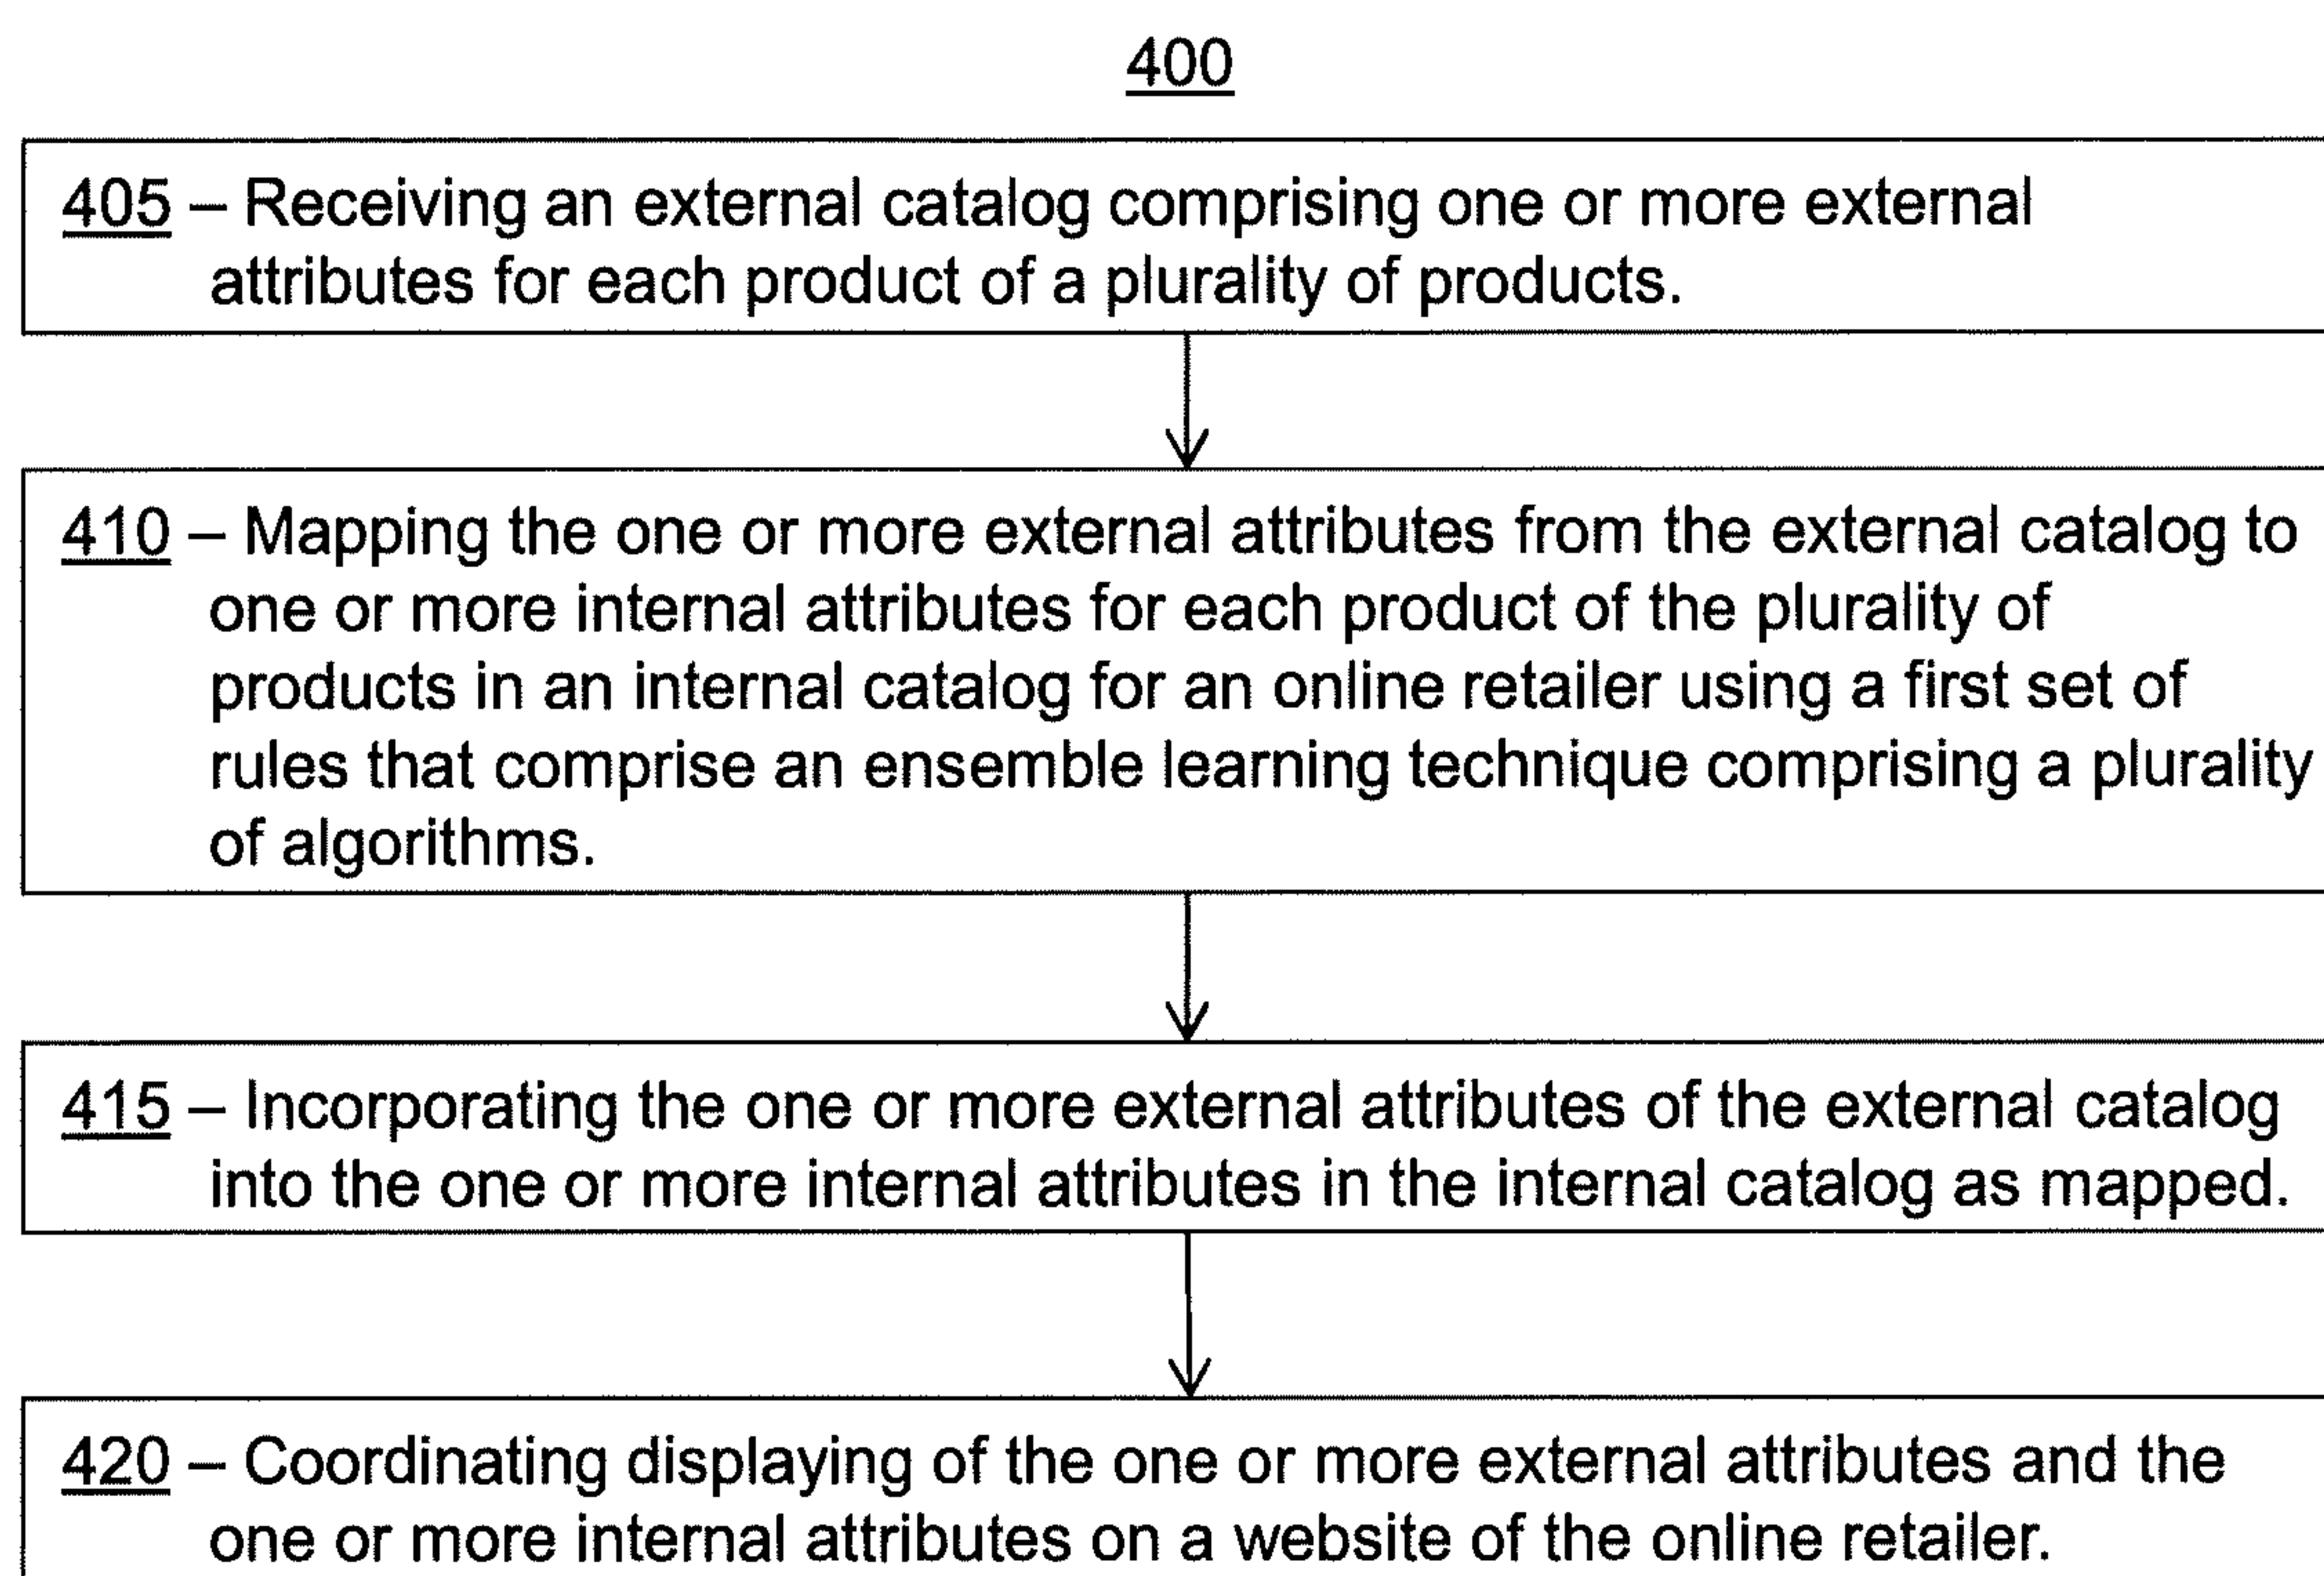 400
405 – Receiving an external catalog comprising one or more external
attributes for each product of a plurality of products.
410 – Mapping the one or more external attributes from the external catalog to
one or more internal attributes for each product of the plurality of
products in an internal catalog for an online retailer using a first set of
rules that comprise an ensemble learning technique comprising a plurality
of algorithms.
415 – Incorporating the one or more external attributes of the external catalog
into the one or more internal attributes in the internal catalog as mapped.
420 – Coordinating displaying of the one or more external attributes and the
one or more internal attributes on a website of the online retailer.